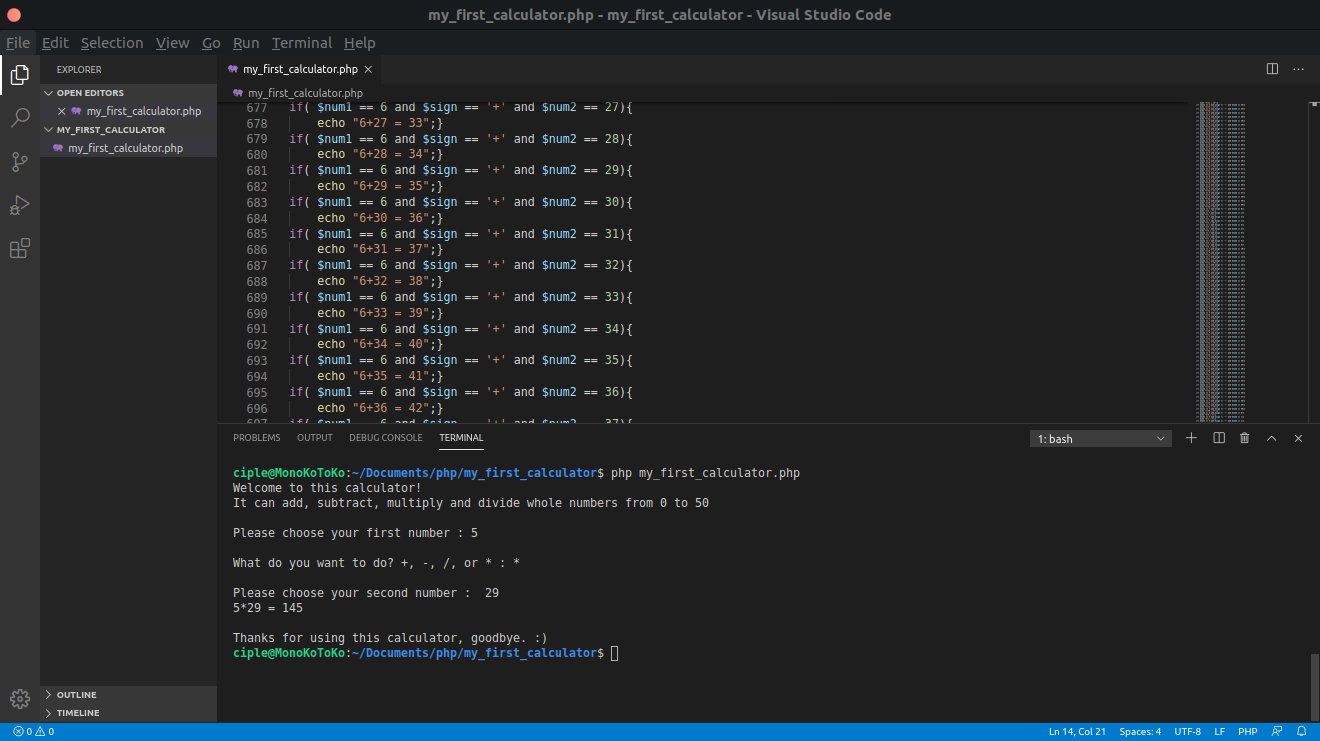 my_first_calculator.php - my_first_calculator - Visual Studio Code
File Edit Selection View Go Run Terminal Help
EXPLORER
OPEN EDITORS
my_first_calculator.php
MY_FIRST_CALCULATOR
my_first_calculator.php
OUTLINE
TIMELINE
my_first_calculator.php
my_first_calculator.php
677 if( $num1 == 6 and $sign == '+' and $num2 == 27){
678 echo "6+27 = 33";}
679 if( $num1 == 6 and $sign == '+' and $num2 == 28){
680 echo "6+28 = 34";}
681 if( $num1 == 6 and $sign == '+' and $num2 == 29){
682 echo "6+29 = 35";}
683 if( $num1 == 6 and $sign == '+' and $num2 == 30){
684 echo "6+30 = 36";}
685 if( $num1 == 6 and $sign == '+' and $num2 == 31){
686 echo "6+31 = 37";}
687 if( $num1 == 6 and $sign == '+' and $num2 == 32){
688 echo "6+32 = 38";}
689 if( $num1 == 6 and $sign == '+' and $num2 == 33){
690 echo "6+33 = 39";}
691 if( $num1 == 6 and $sign == '+' and $num2 == 34){
692 echo "6+34 = 40";}
693 if( $num1 == 6 and $sign == '+' and $num2 == 35){
694 echo "6+35 = 41";}
695 if( $num1 == 6 and $sign == '+' and $num2 == 36){
696 echo "6+36 = 42";}
697 if( $num1 == 6 and $sign == '+' and $num2 == 37){
PROBLEMS OUTPUT DEBUG CONSOLE TERMINAL 1: bash
ciple@MonoKoToKo:~/Documents/php/my_first_calculator$ php my_first_calculator.php
Welcome to this calculator!
It can add, subtract, multiply and divide whole numbers from 0 to 50
Please choose your first number : 5
What do you want to do? +, -, /, or * : *
Please choose your second number :  29
5*29 = 145
Thanks for using this calculator, goodbye. :)
ciple@MonoKoToKo:~/Documents/php/my_first_calculator$
0 0 Ln 14, Col 21 Spaces: 4 UTF-8 LF PHP